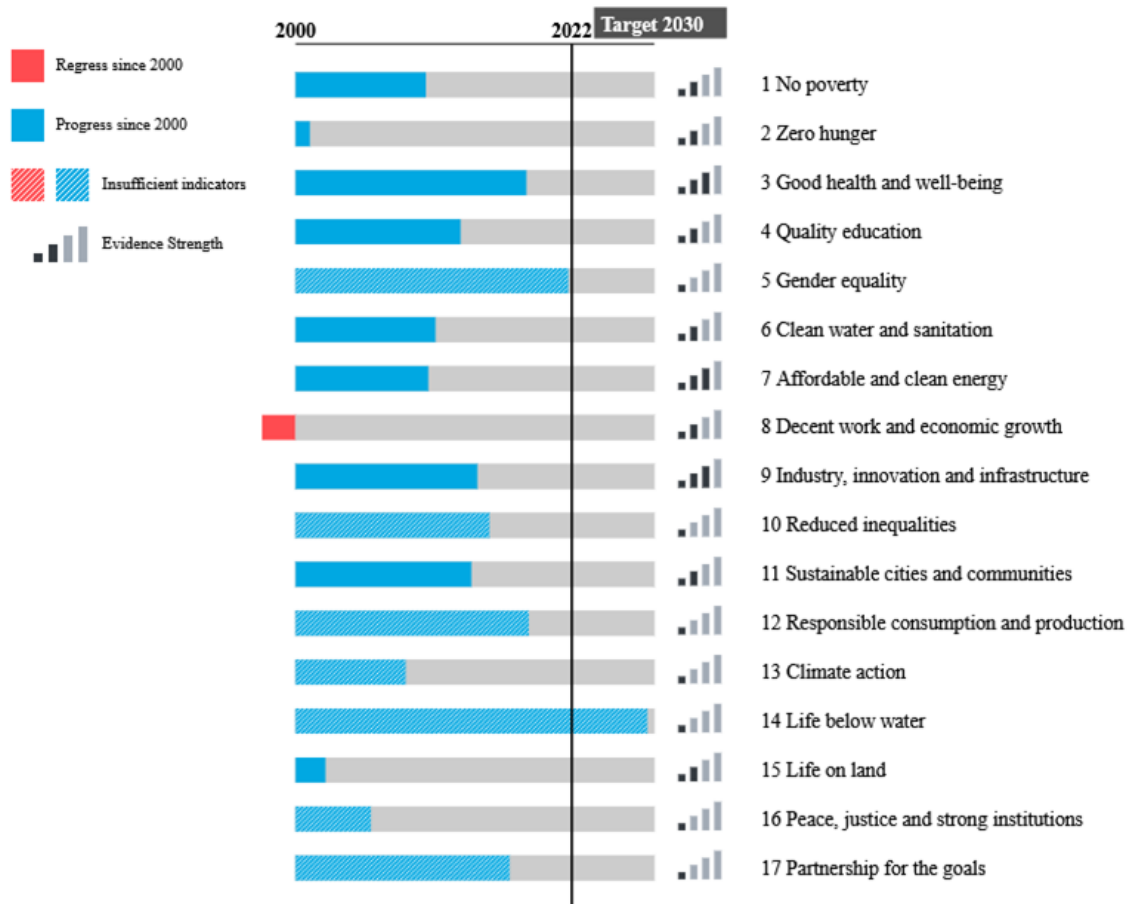 2000
2022
Target 2030
Regress since 2000
Progress since 2000
Insufficient indicators
Evidence Strength
1 No poverty
2 Zero hunger
3 Good health and well-being
4 Quality education
5 Gender equality
6 Clean water and sanitation
7 Affordable and clean energy
8 Decent work and economic growth
9 Industry, innovation and infrastructure
10 Reduced inequalities
11 Sustainable cities and communities
12 Responsible consumption and production
13 Climate action
14 Life below water
15 Life on land
16 Peace, justice and strong institutions
17 Partnership for the goals